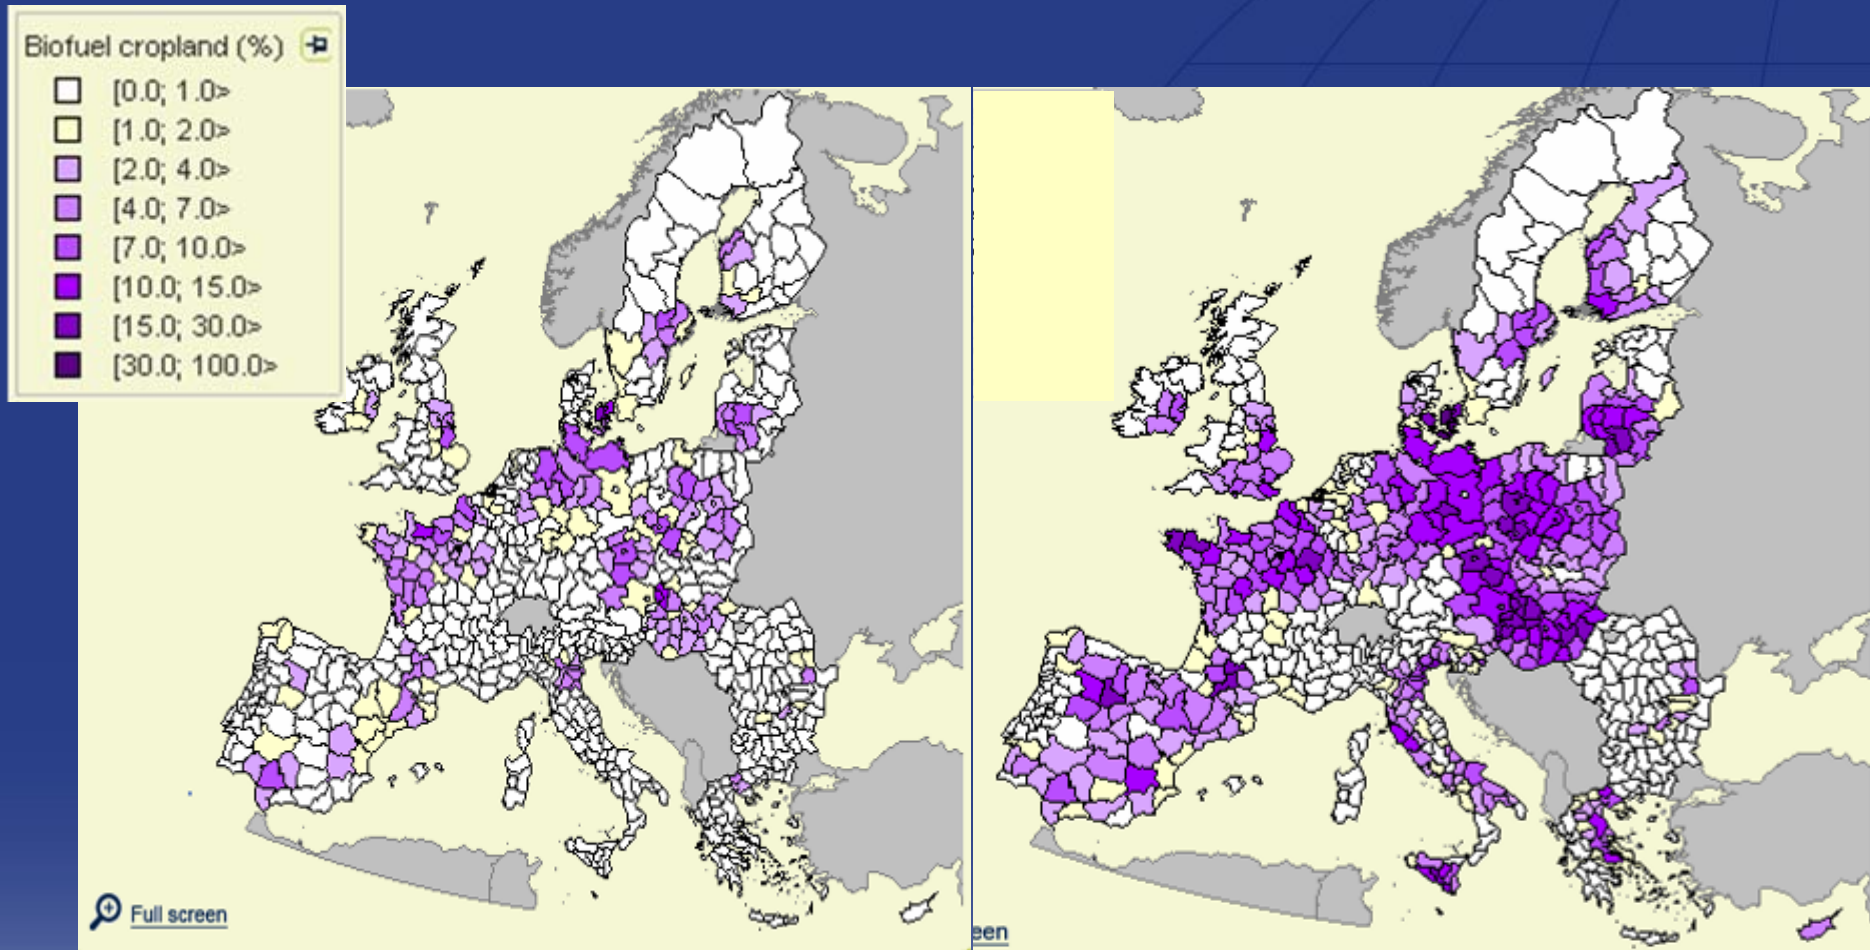 Biofuel cropland (%)
[0.0; 1.0>
[1.0; 2.0>
[2.0; 4.0>
[4.0; 7.0>
[7.0; 10.0>
[10.0; 15.0>
[15.0; 30.0>
[30.0; 100.0>
Full screen
een